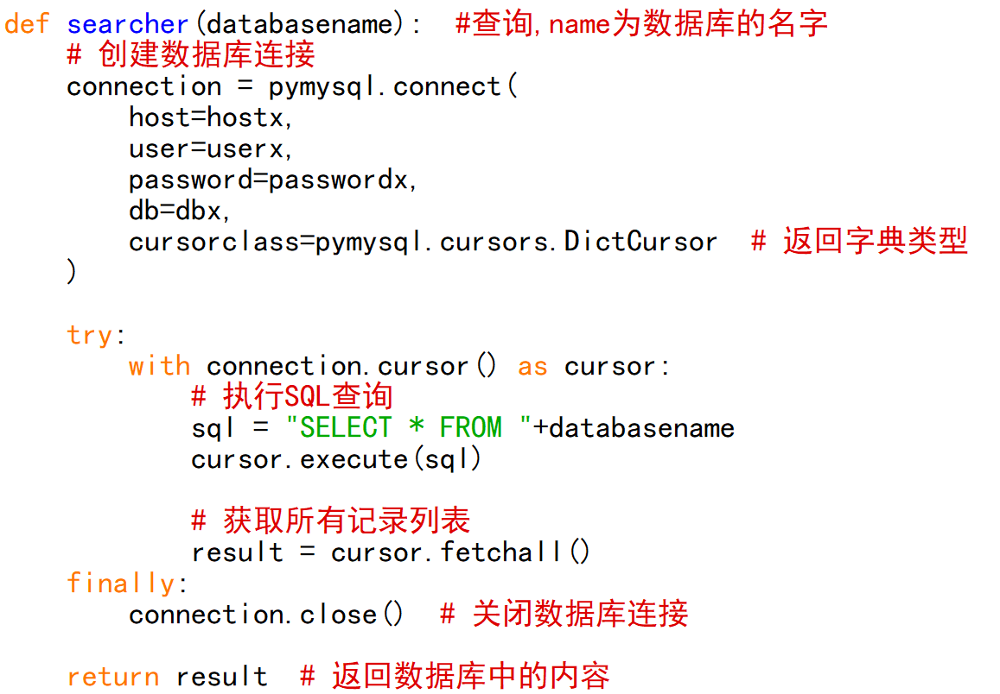 def searcher(databasename):  #查询,name为数据库的名字
    # 创建数据库连接
    connection = pymysql.connect(
        host=hostx,
        user=userx,
        password=passwordx,
        db=dbx,
        cursorclass=pymysql.cursors.DictCursor  # 返回字典类型
    )

    try:
        with connection.cursor() as cursor:
            # 执行SQL查询
            sql = "SELECT * FROM "+databasename
            cursor.execute(sql)

            # 获取所有记录列表
            result = cursor.fetchall()
    finally:
        connection.close()  # 关闭数据库连接

    return result  # 返回数据库中的内容